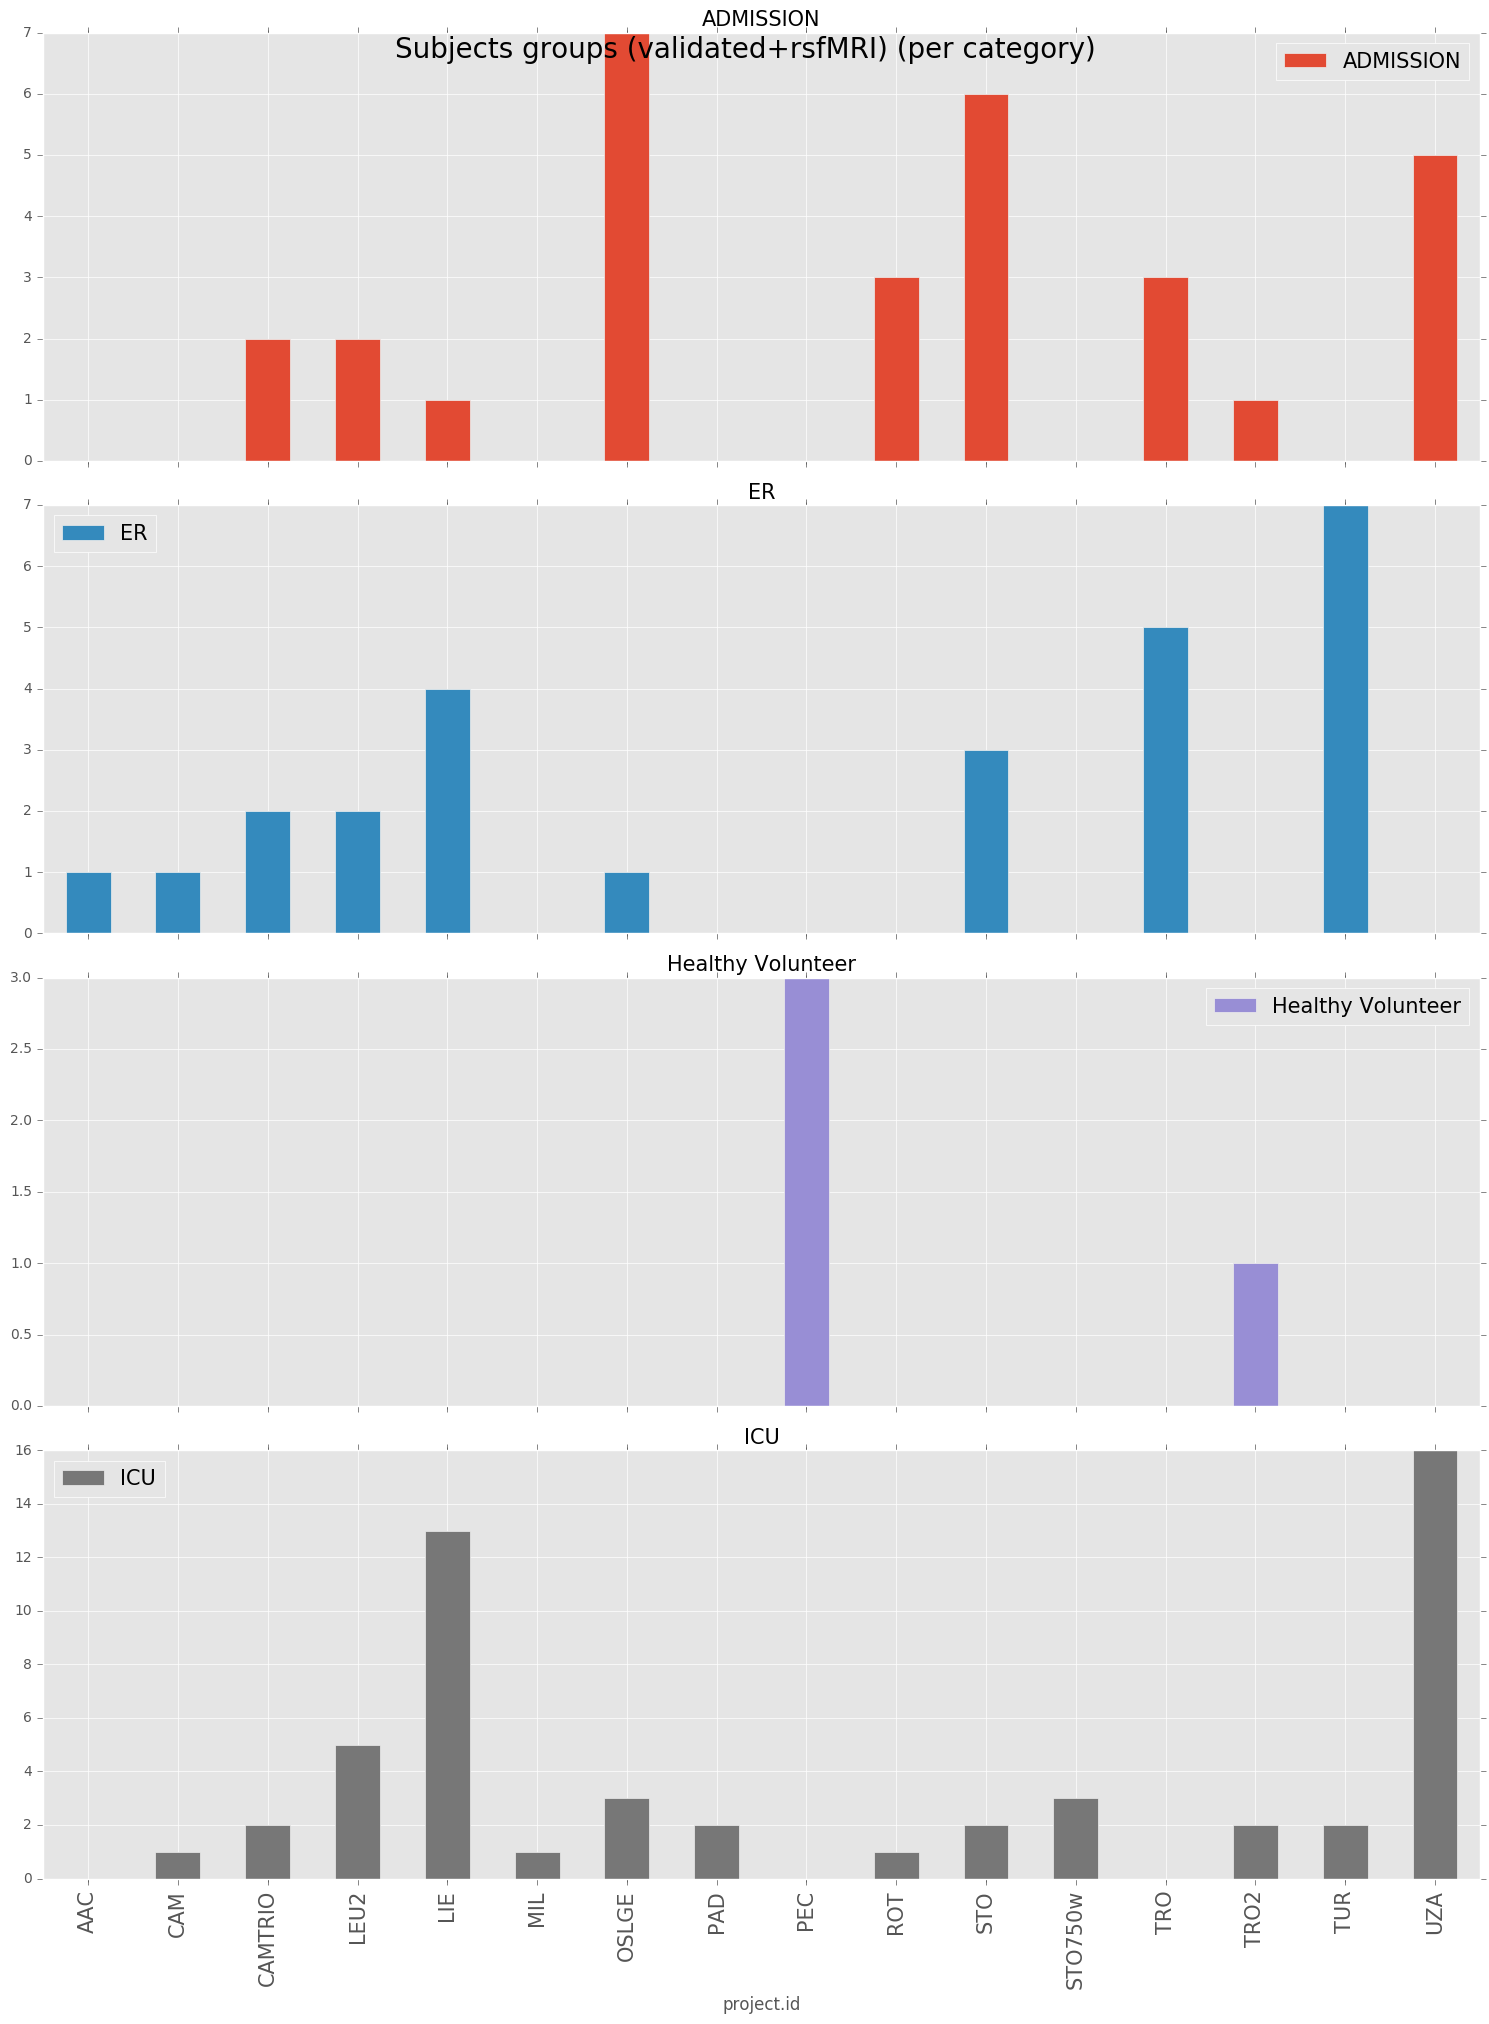 ADMISSION
Subjects groups (validated+rsfMRI) (per category)
ADMISSION
7
6
5
4
3
2
1
0
ER
ER
7
6
5
4
3
2
1
0
Healthy Volunteer
Healthy Volunteer
3.0
2.5
2.0
1.5
1.0
0.5
0.0
ICU
ICU
16
14
12
10
8
6
4
2
0
AAC
CAM
CAMTRIO
LEU2
LIE
MIL
OSLGE
PAD
PEC
ROT
STO
STO750w
TRO
TRO2
TUR
UZA
project.id